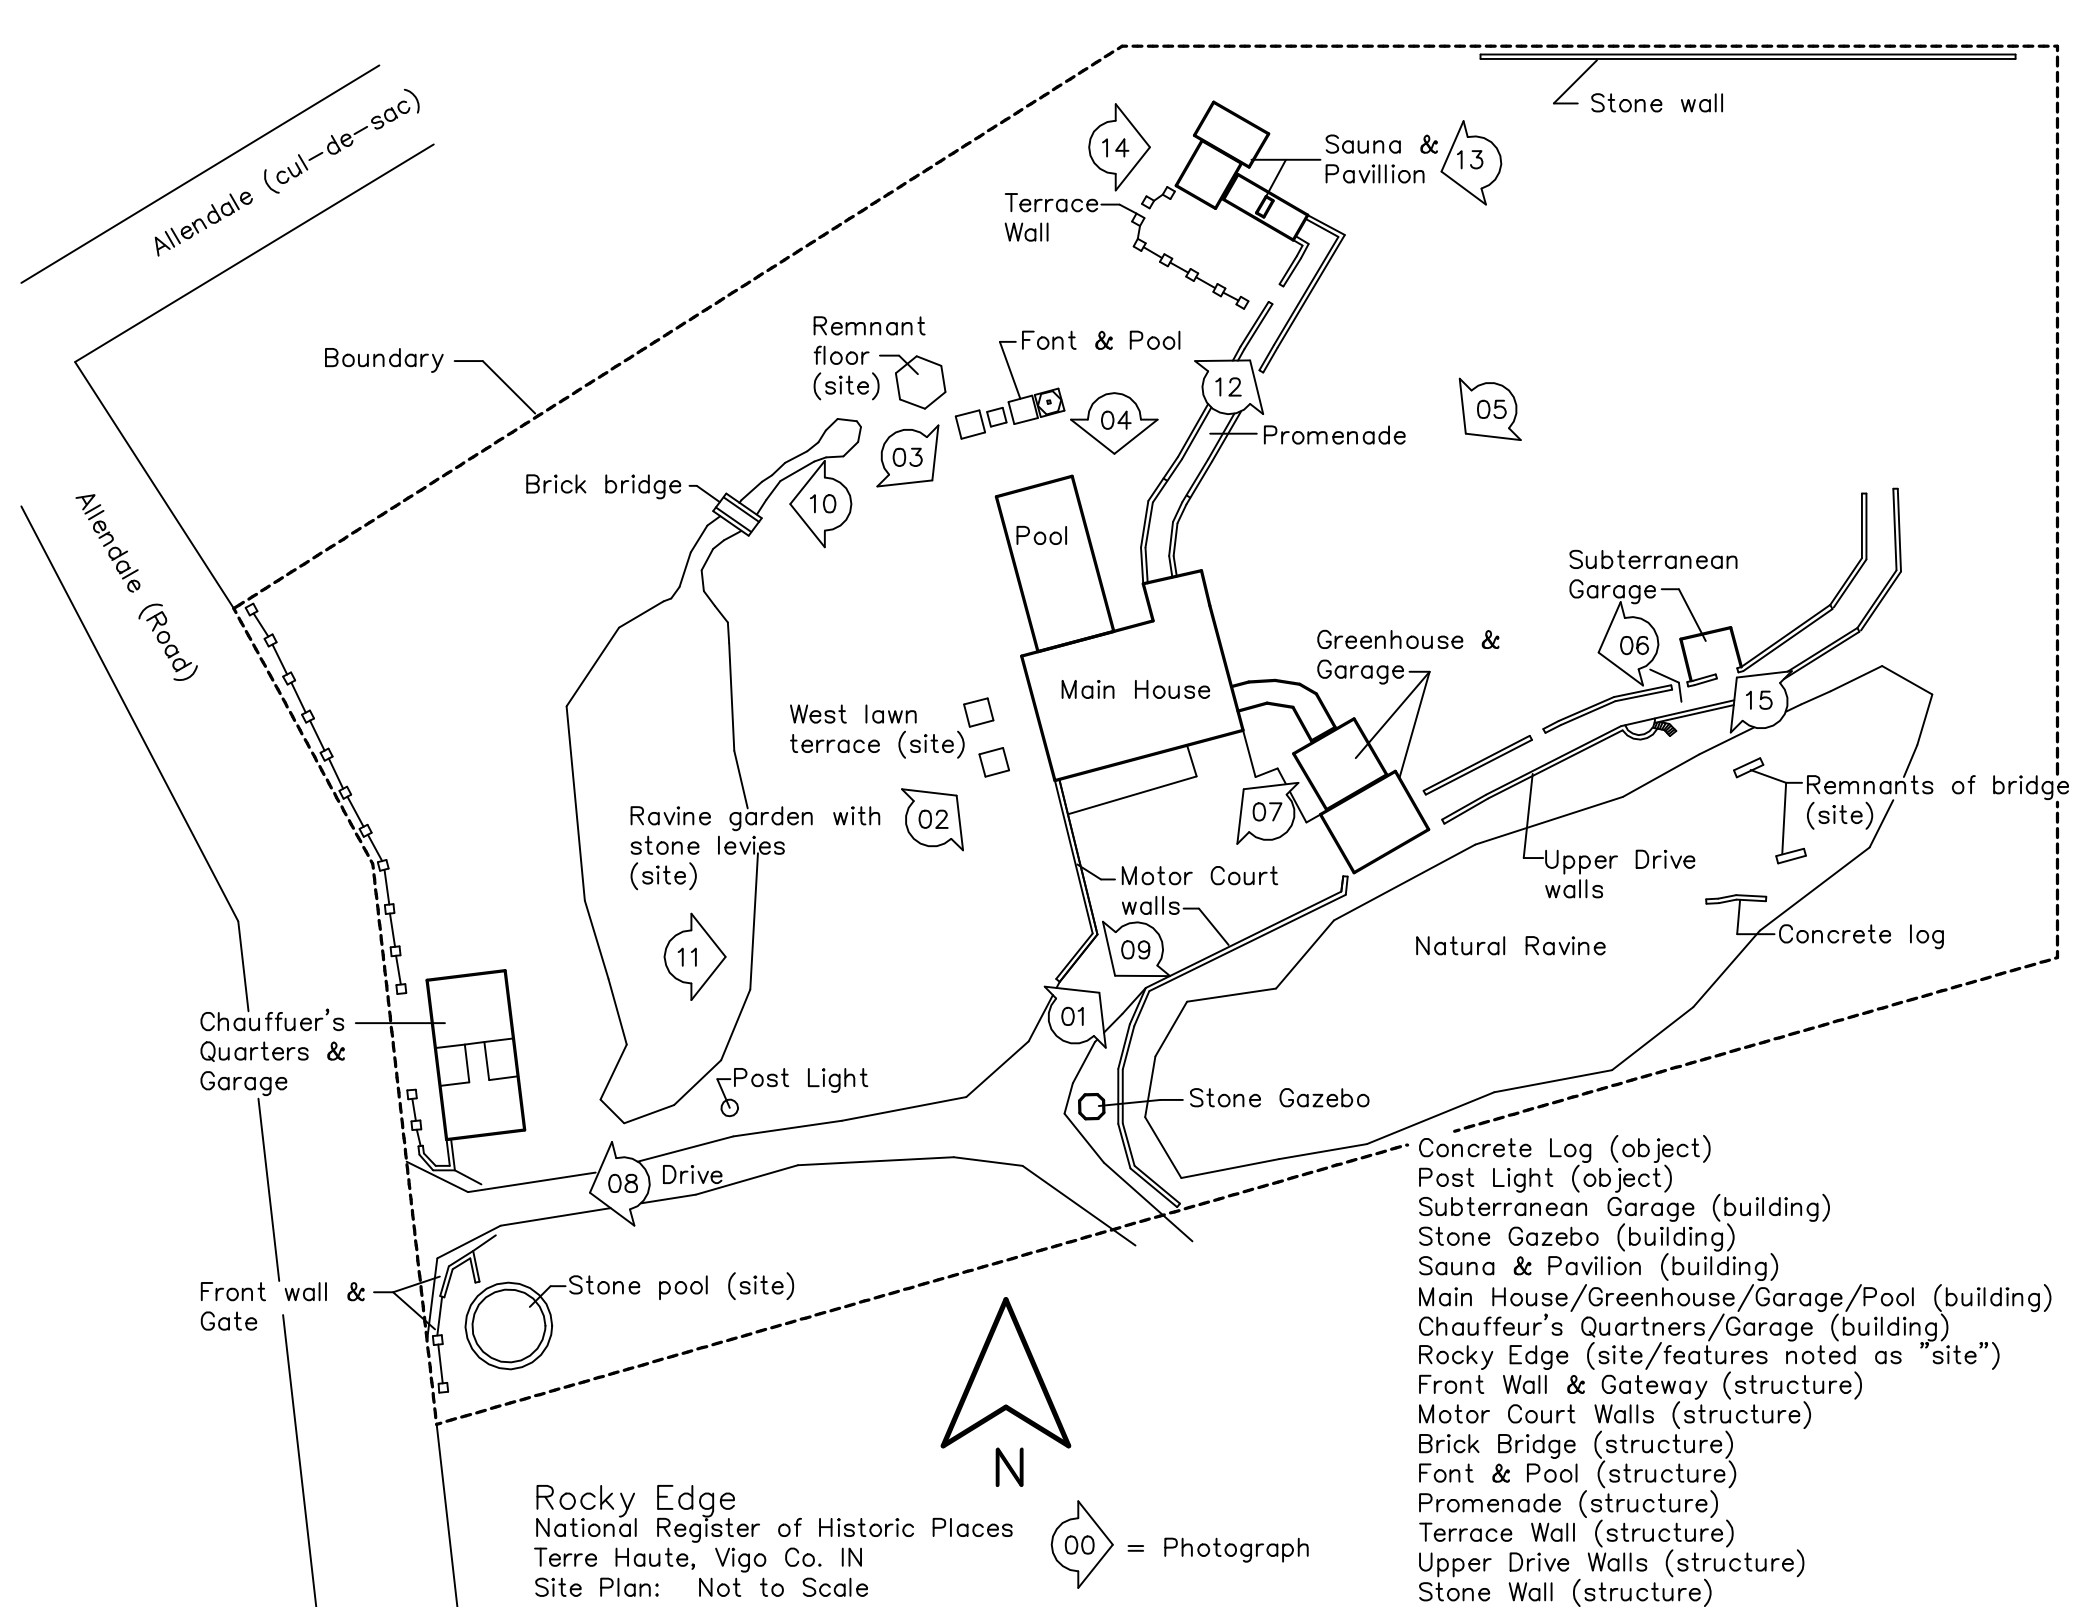 Allendale (cul-de-sac)
Stone wall
14
Sauna &
Pavillion
13
Terrace
Wall
Boundary
Remnant
floor
(site)
Font & Pool
12
05
04
03
Promenade
Brick bridge
10
Allendale (Road)
Pool
Subterranean
Garage
06
Greenhouse &
Garage
Main House
15
West lawn
terrace (site)
Remnants of bridge
(site)
Ravine garden with
stone levies
(site)
02
07
Upper Drive
walls
Motor Court
walls
09
Natural Ravine
Concrete log
11
01
Chauffuer's
Quarters &
Garage
Post Light
Stone Gazebo
08
Drive
Front wall &
Gate
Stone pool (site)
Concrete Log (object)
Post Light (object)
Subterranean Garage (building)
Stone Gazebo (building)
Sauna & Pavilion (building)
Main House/Greenhouse/Garage/Pool (building)
Chauffeur's Quartners/Garage (building)
Rocky Edge (site/features noted as "site")
Front Wall & Gateway (structure)
Motor Court Walls (structure)
Brick Bridge (structure)
Font & Pool (structure)
Promenade (structure)
Terrace Wall (structure)
Upper Drive Walls (structure)
Stone Wall (structure)
N
Rocky Edge
National Register of Historic Places
Terre Haute, Vigo Co. IN
Site Plan: Not to Scale
00 = Photograph